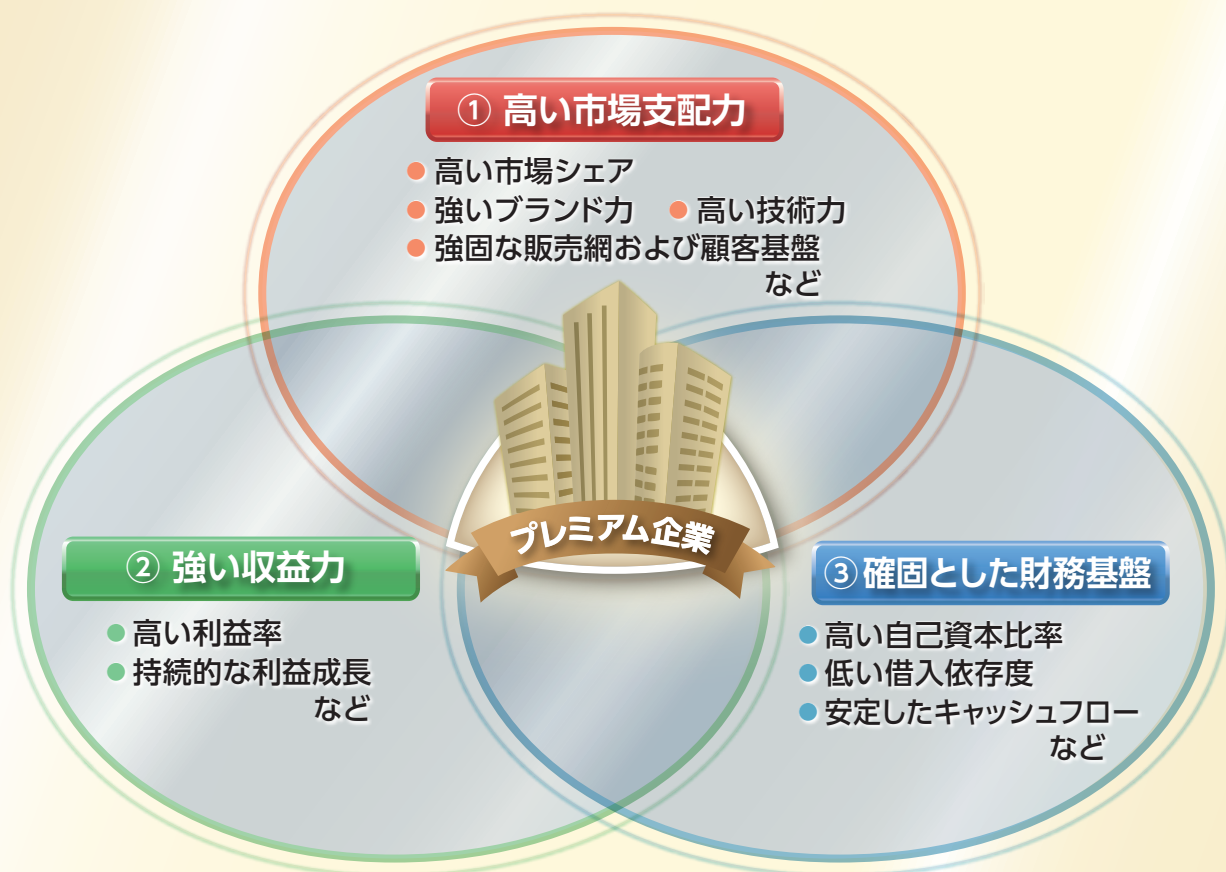 ① 高い市場支配力
● 高い市場シェア
● 強いブランド力 ● 高い技術力
● 強固な販売網および顧客基盤
など
プレミアム企業
② 強い収益力
● 高い利益率
● 持続的な利益成長
など
③ 確固とした財務基盤
● 高い自己資本比率
● 低い借入依存度
● 安定したキャッシュフロー
など